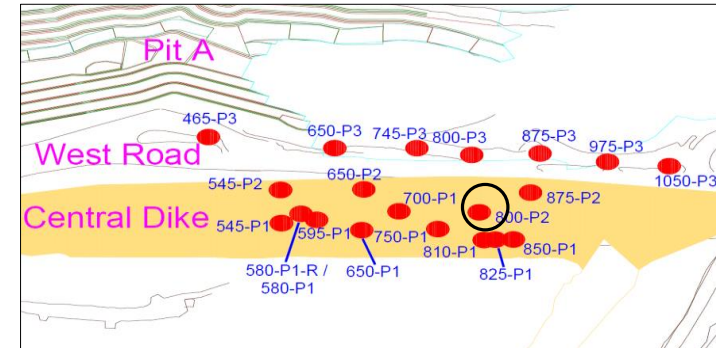 Pit A
465-P3
650-P3
745-P3
800-P3
875-P3
975-P3
1050-P3
West Road
545-P2
650-P2
700-P1
800-P2
875-P2
Central Dike
545-P1
595-P1
750-P1
810-P1
850-P1
580-P1-R /
580-P1
650-P1
825-P1